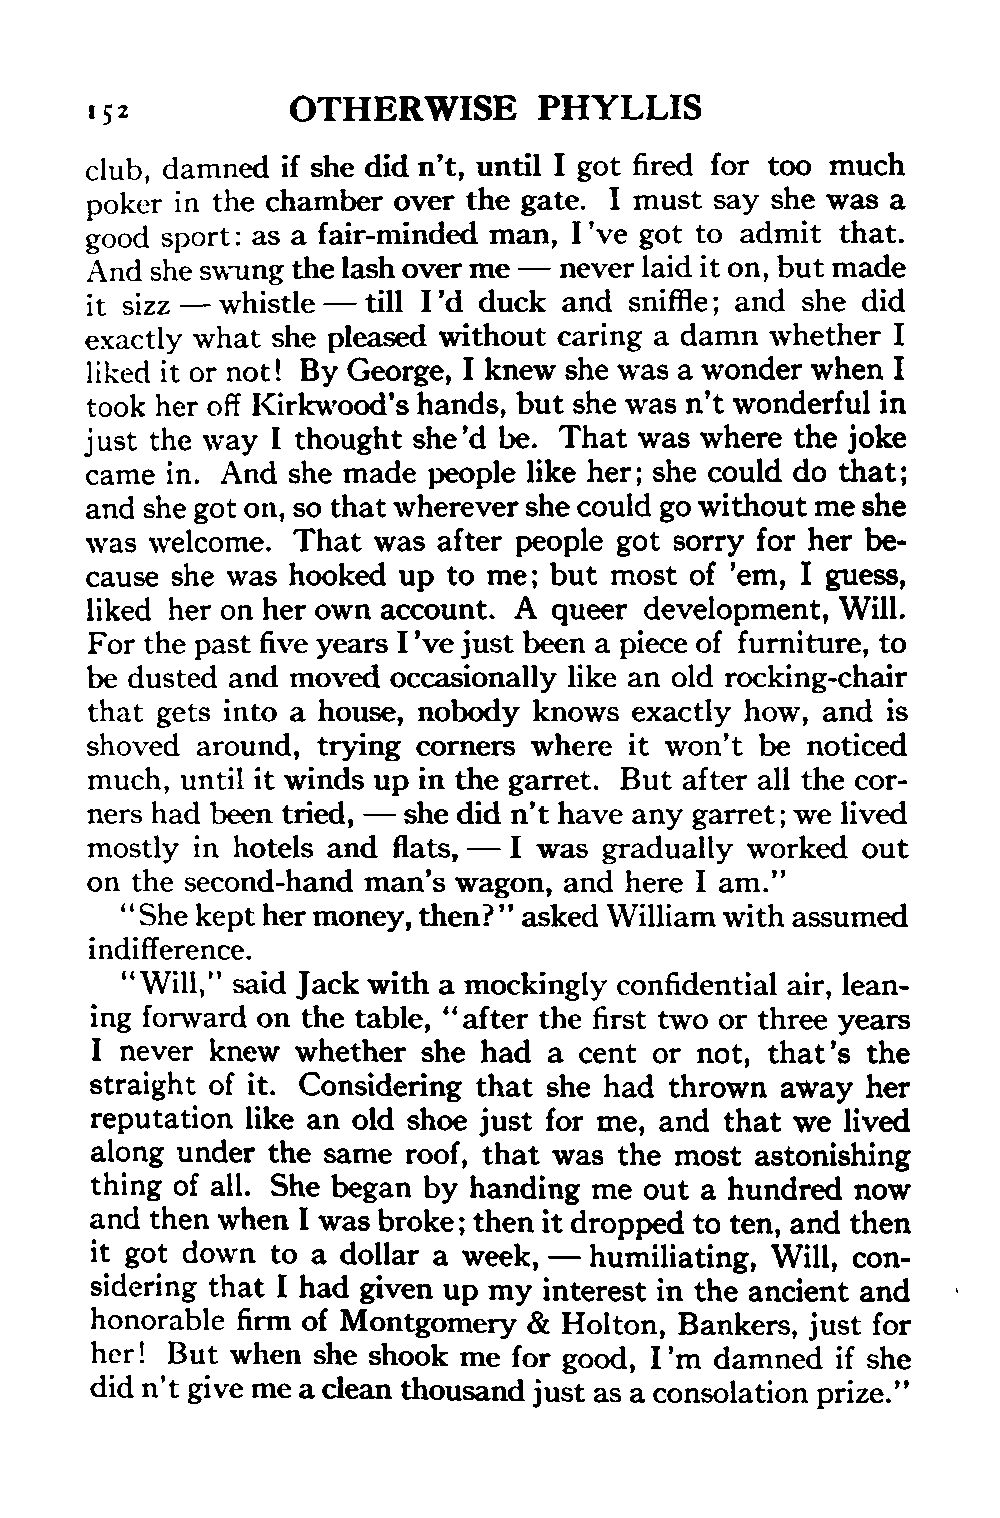 152 OTHERWISE PHYLLIS
club, damned if she did n't, until I got fired for too much
poker in the chamber over the gate. I must say she was a
good sport: as a fair-minded man, I 've got to admit that.
And she swung the lash over me — never laid it on, but made
it sizz — whistle — till I 'd duck and sniffle; and she did
exactly what she pleased without caring a damn whether I
liked it or not! By George, I knew she was a wonder when I
took her off Kirkwood's hands, but she was n't wonderful in
just the way I thought she 'd be. That was where the joke
came in. And she made people like her; she could do that;
and she got on, so that wherever she could go without me she
was welcome. That was after people got sorry for her be-
cause she was hooked up to me; but most of 'em, I guess,
liked her on her own account. A queer development, Will.
For the past five years I 've just been a piece of furniture, to
be dusted and moved occasionally like an old rocking-chair
that gets into a house, nobody knows exactly how, and is
shoved around, trying corners where it won't be noticed
much, until it winds up in the garret. But after all the cor-
ners had been tried, — she did n't have any garret; we lived
mostly in hotels and flats, — I was gradually worked out
on the second-hand man's wagon, and here I am."
"She kept her money, then?" asked William with assumed
indifference.
"Will," said Jack with a mockingly confidential air, lean-
ing forward on the table, "after the first two or three years
I never knew whether she had a cent or not, that 's the
straight of it. Considering that she had thrown away her
reputation like an old shoe just for me, and that we lived
along under the same roof, that was the most astonishing
thing of all. She began by handing me out a hundred now
and then when I was broke; then it dropped to ten, and then
it got down to a dollar a week, — humiliating, Will, con-
sidering that I had given up my interest in the ancient and
honorable firm of Montgomery & Holton, Bankers, just for
her! But when she shook me for good, I 'm damned if she
did n't give me a clean thousand just as a consolation prize."